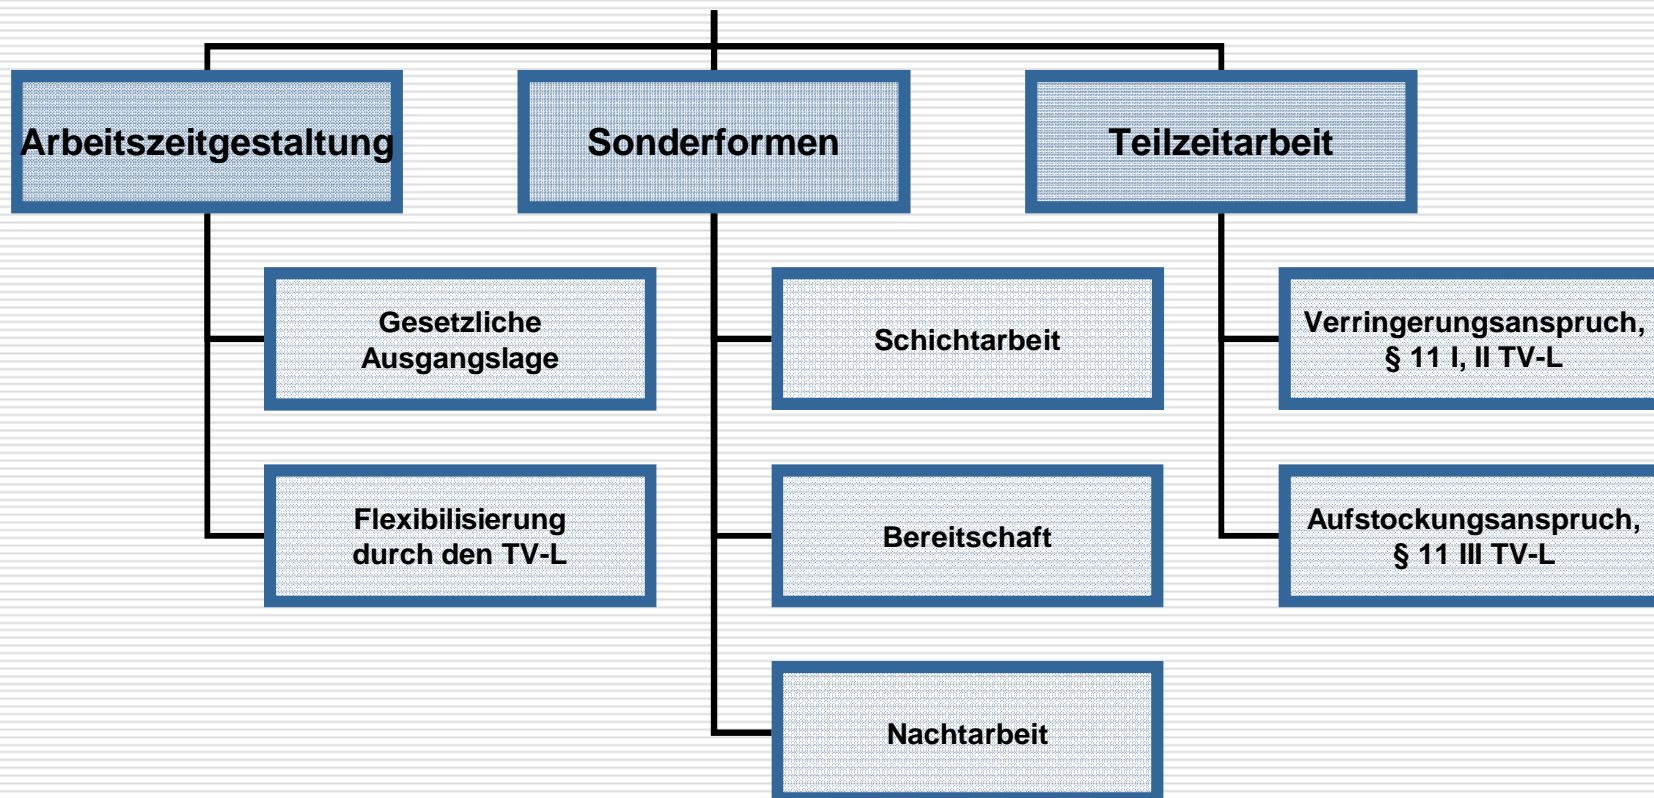 Arbeitszeitgestaltung
Sonderformen
Teilzeitarbeit
Gesetzliche
Ausgangslage
Schichtarbeit
Verringerungsanspruch,
§ 11 I, II TV-L
Flexibilisierung
durch den TV-L
Bereitschaft
Aufstockungsanspruch,
§ 11 III TV-L
Nachtarbeit